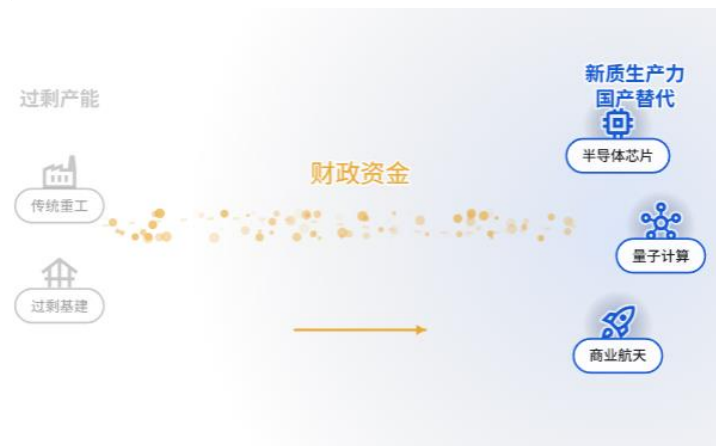 过剩产能
传统重工
过剩基建
财政资金
新质生产力
国产替代
半导体芯片
量子计算
商业航天